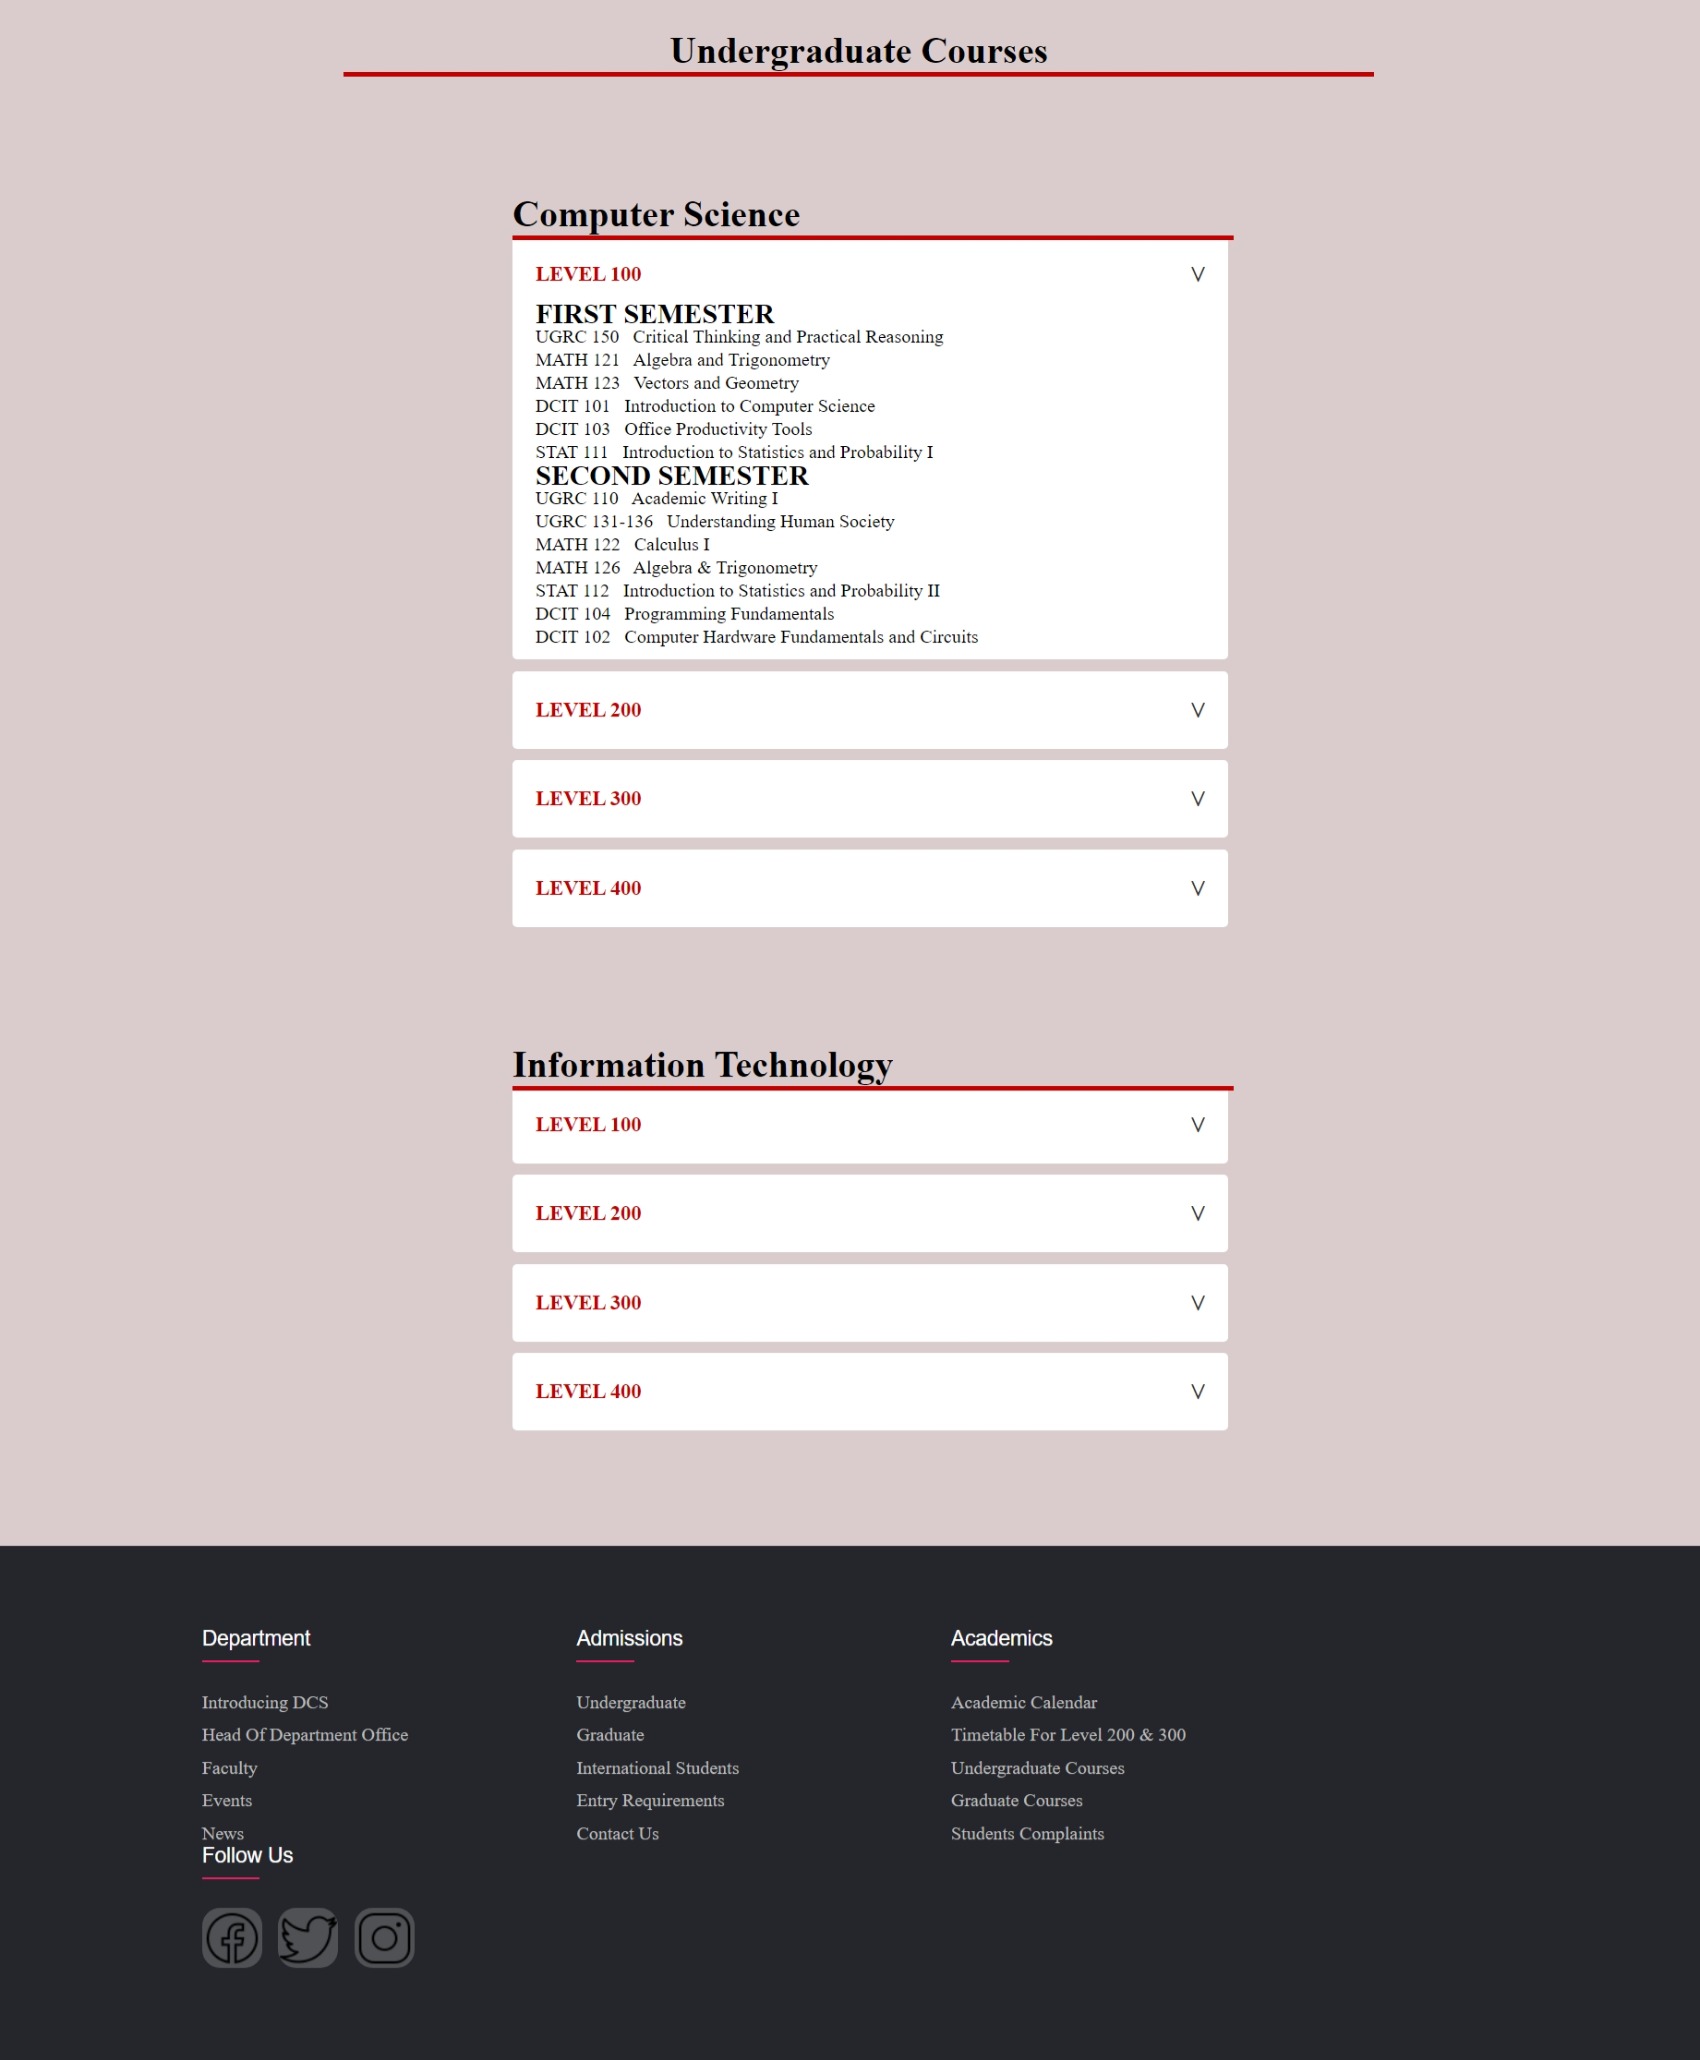 Undergraduate Courses
Computer Science
LEVEL 100 V
FIRST SEMESTER
UGRC 150 Critical Thinking and Practical Reasoning
MATH 121 Algebra and Trigonometry
MATH 123 Vectors and Geometry
DCIT 101 Introduction to Computer Science
DCIT 103 Office Productivity Tools
STAT 111 Introduction to Statistics and Probability I
SECOND SEMESTER
UGRC 110 Academic Writing I
UGRC 131-136 Understanding Human Society
MATH 122 Calculus I
MATH 126 Algebra & Trigonometry
STAT 112 Introduction to Statistics and Probability II
DCIT 104 Programming Fundamentals
DCIT 102 Computer Hardware Fundamentals and Circuits
LEVEL 200 V
LEVEL 300 V
LEVEL 400 V
Information Technology
LEVEL 100 V
LEVEL 200 V
LEVEL 300 V
LEVEL 400 V
Department
Introducing DCS
Head Of Department Office
Faculty
Events
News
Follow Us
Admissions
Undergraduate
Graduate
International Students
Entry Requirements
Contact Us
Academics
Academic Calendar
Timetable For Level 200 & 300
Undergraduate Courses
Graduate Courses
Students Complaints